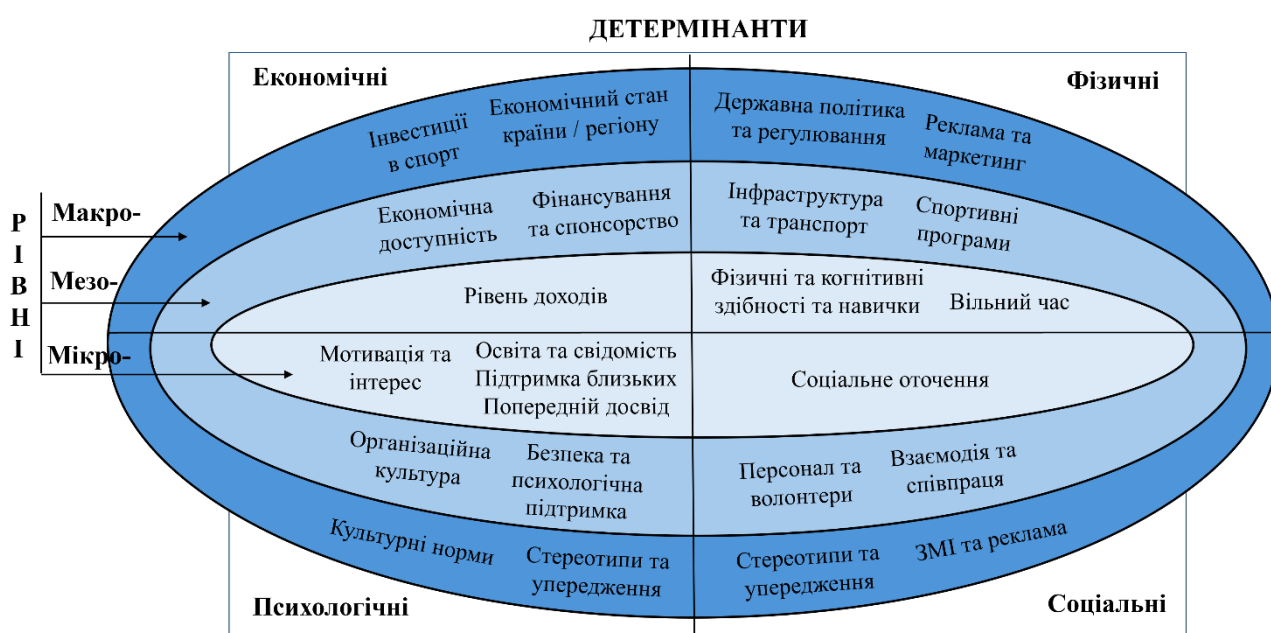 ДЕТЕРМІНАНТИ
Економічні
Фізичні
Інвестиції
в спорт
Економічний стан
країни / регіону
Державна політика
та регулювання
Реклама та
маркетинг
РІВНІ
Макро-
Мезо-
Мікро-
Економічна
доступність
Фінансування
та спонсорство
Інфраструктура
та транспорт
Спортивні
програми
Рівень доходів
Фізичні та когнітивні
здібності та навички
Вільний час
Мотивація та
інтерес
Освіта та свідомість
Підтримка близьких
Попередній досвід
Соціальне оточення
Організаційна
культура
Безпека та
психологічна
підтримка
Персонал та
волонтери
Взаємодія та
співпраця
Культурні норми
Стереотипи та
упередження
Стереотипи та
упередження
ЗМІ та реклама
Психологічні
Соціальні